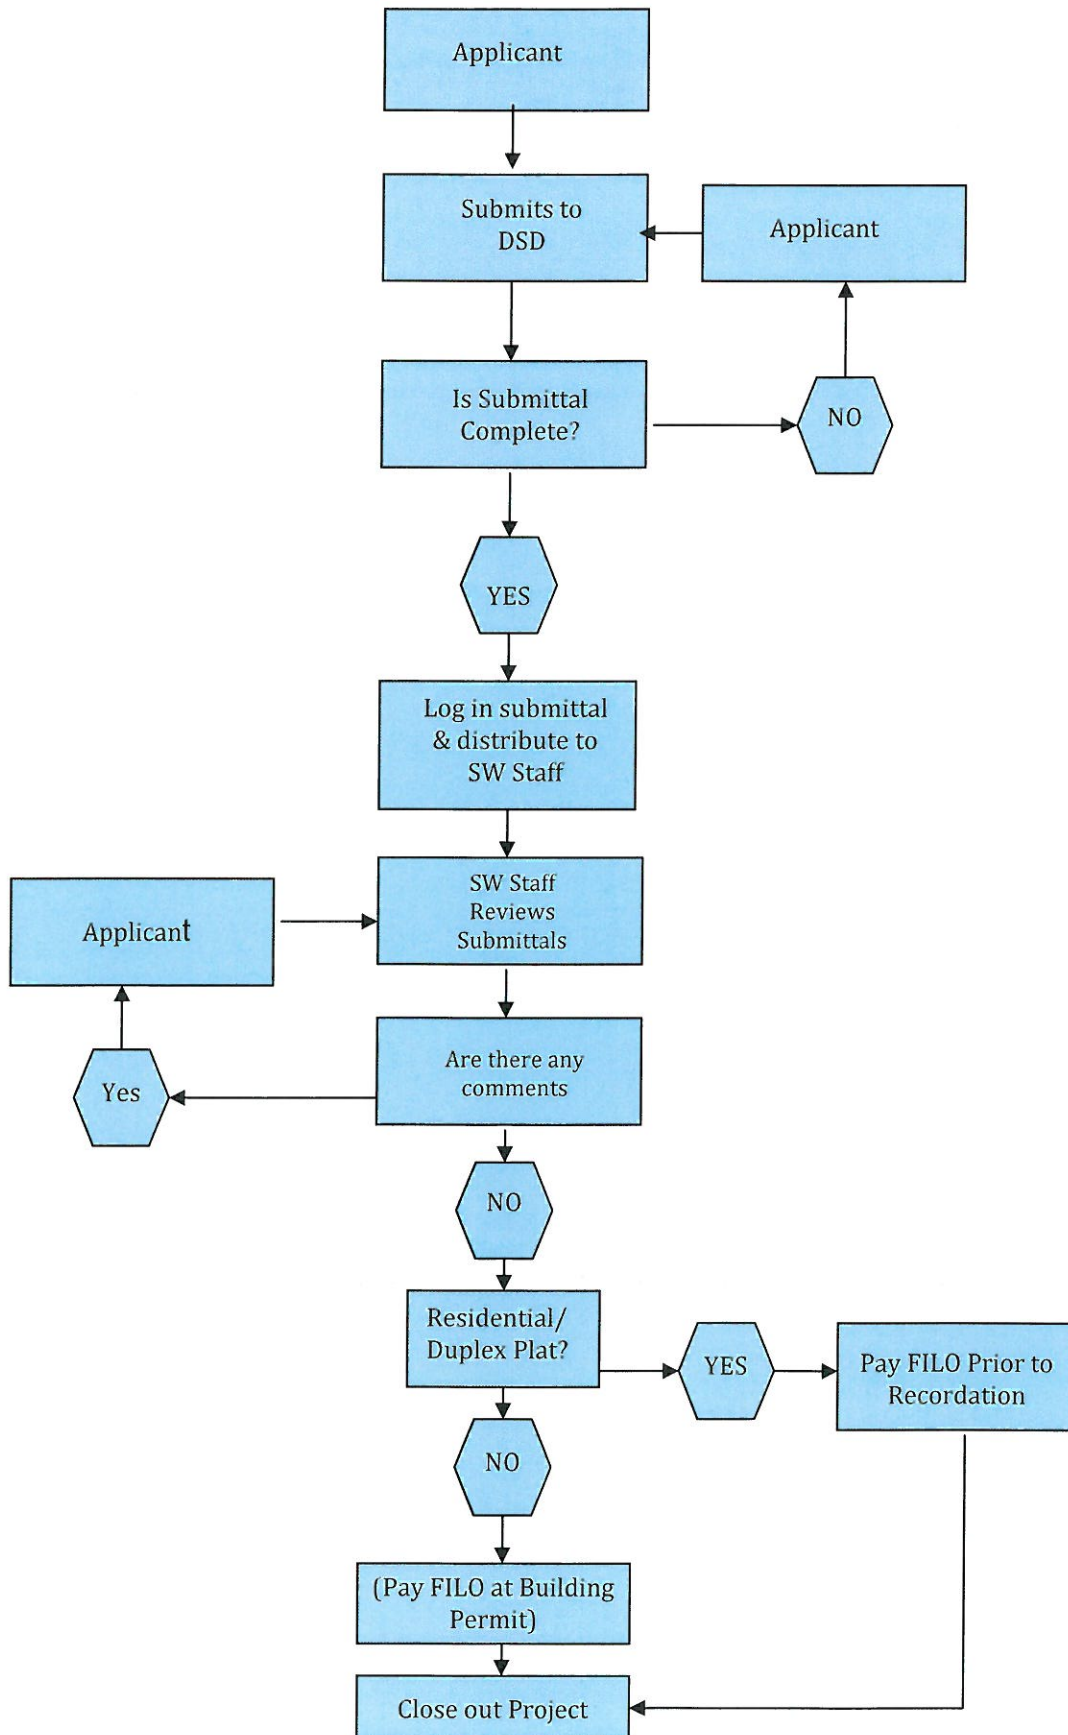 Applicant
Submits to
DSD
Applicant
Is Submittal
Complete?
NO
YES
Log in submittal
& distribute to
SW Staff
SW Staff
Reviews
Submittals
Applicant
Are there any
comments
Yes
NO
Residential/
Duplex Plat?
YES
Pay FILO Prior to
Recordation
NO
(Pay FILO at Building
Permit)
Close out Project